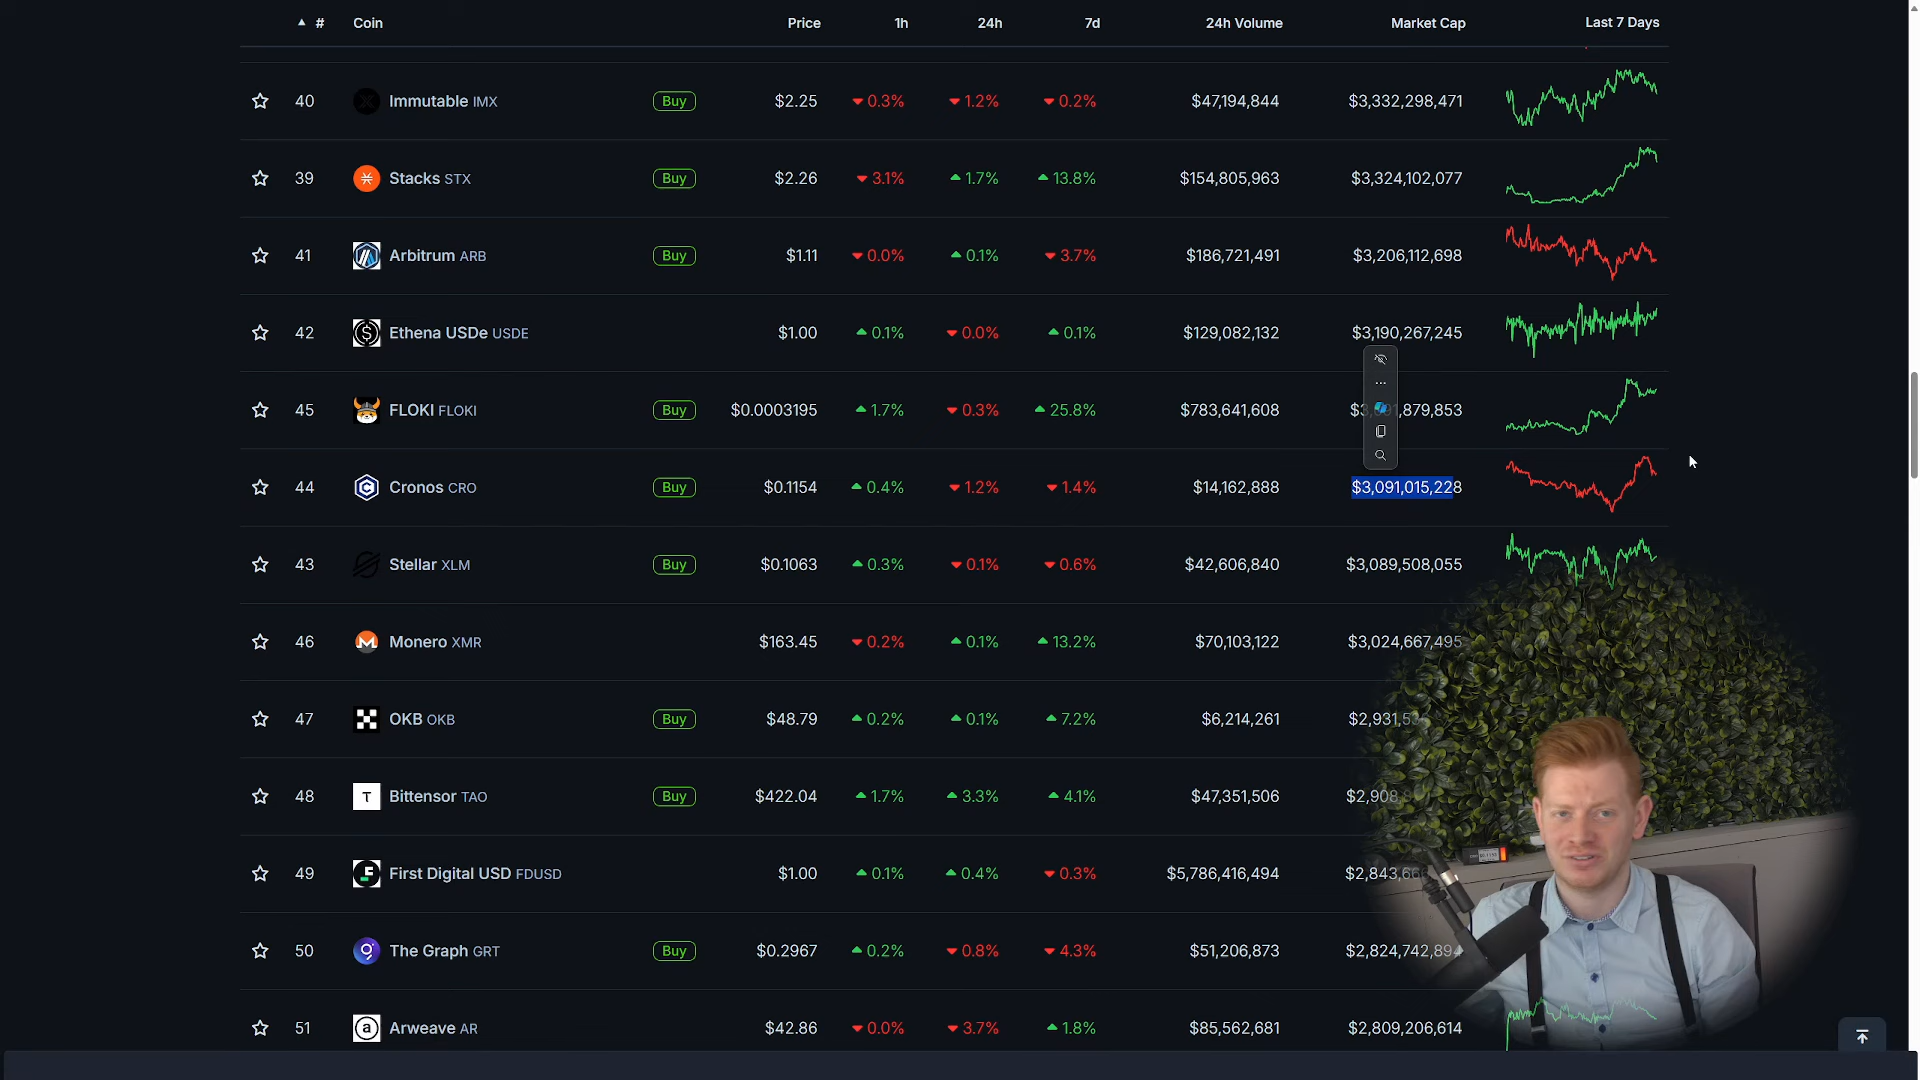 # Coin Price 1h 24h 7d 24h Volume Market Cap Last 7 Days
40 Immutable IMX Buy $2.25 0.3% 1.2% 0.2% $47,194,844 $3,332,298,471
39 Stacks STX Buy $2.26 3.1% 1.7% 13.8% $154,805,963 $3,324,102,077
41 Arbitrum ARB Buy $1.11 0.0% 0.1% 3.7% $186,721,491 $3,206,112,698
42 Ethena USDe USDE $1.00 0.1% 0.0% 0.1% $129,082,132 $3,190,267,245
45 FLOKI FLOKI Buy $0.0003195 1.7% 0.3% 25.8% $783,641,608
44 Cronos CRO Buy $0.1154 0.4% 1.2% 1.4% $14,162,888 $3,091,015,228
43 Stellar XLM Buy $0.1063 0.3% 0.1% 0.6% $42,606,840 $3,089,508,055
46 Monero XMR Buy $163.45 0.2% 0.1% 13.2% $70,103,122 $3,024,667,495
47 OKB OKB Buy $48.79 0.2% 0.1% 7.2% $6,214,261
48 T Bittensor TAO Buy $422.04 1.7% 3.3% 4.1% $47,351,506
49 First Digital USD FDUSD $1.00 0.1% 0.4% 0.3% $5,786,416,494
50 The Graph GRT Buy $0.2967 0.2% 0.8% 4.3% $51,206,873 $2,824,742,894
51 a Arweave AR $42.86 0.0% 3.7% 1.8% $85,562,681 $2,809,206,614